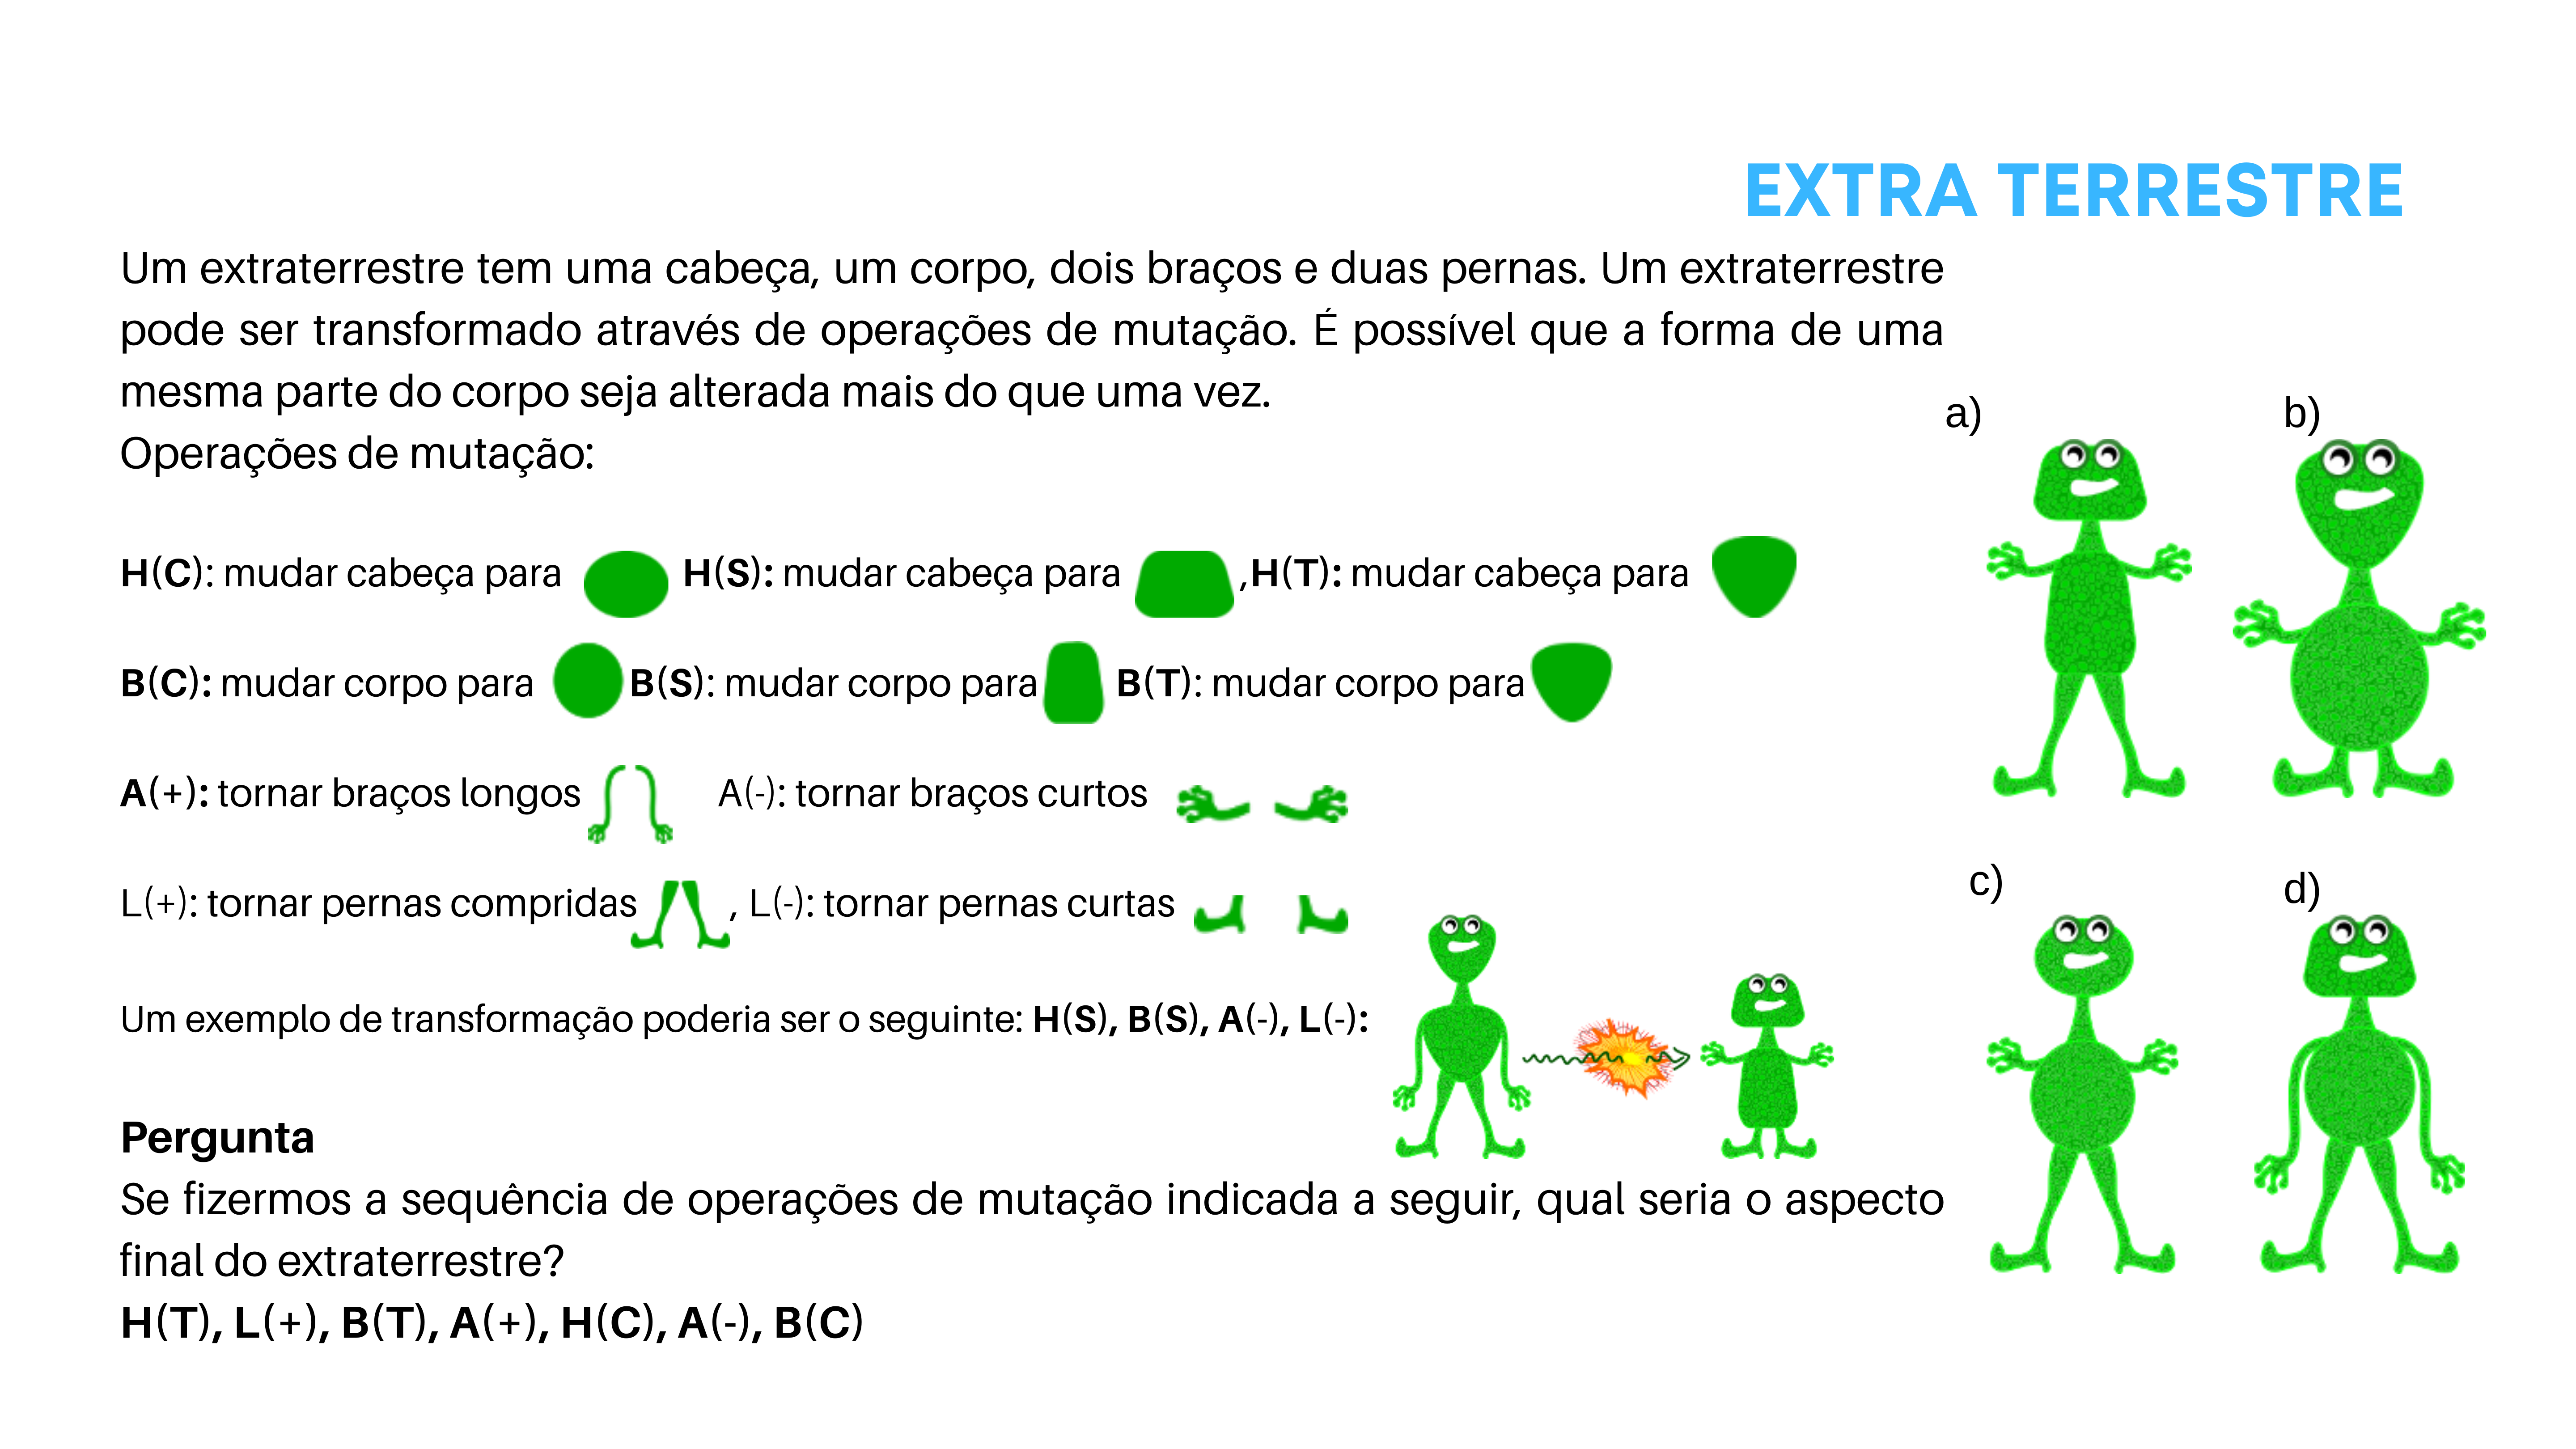 EXTRA TERRESTRE
Um extraterrestre tem uma cabeça, um corpo, dois braços e duas pernas. Um extraterrestre
pode ser transformado através de operações de mutação. É possível que a forma de uma
mesma parte do corpo seja alterada mais do que uma vez.
Operações de mutação:
H(C): mudar cabeça para H(S): mudar cabeça para ,H(T): mudar cabeça para
B(C): mudar corpo para B(S): mudar corpo para B(T): mudar corpo para
A(+): tornar braços longos A(-): tornar braços curtos
L(+): tornar pernas compridas , L(-): tornar pernas curtas
Um exemplo de transformação poderia ser o seguinte: H(S), B(S), A(-), L(-):
Pergunta
Se fizermos a sequência de operações de mutação indicada a seguir, qual seria o aspecto
final do extraterrestre?
H(T), L(+), B(T), A(+), H(C), A(-), B(C)
a) b)
c) d)